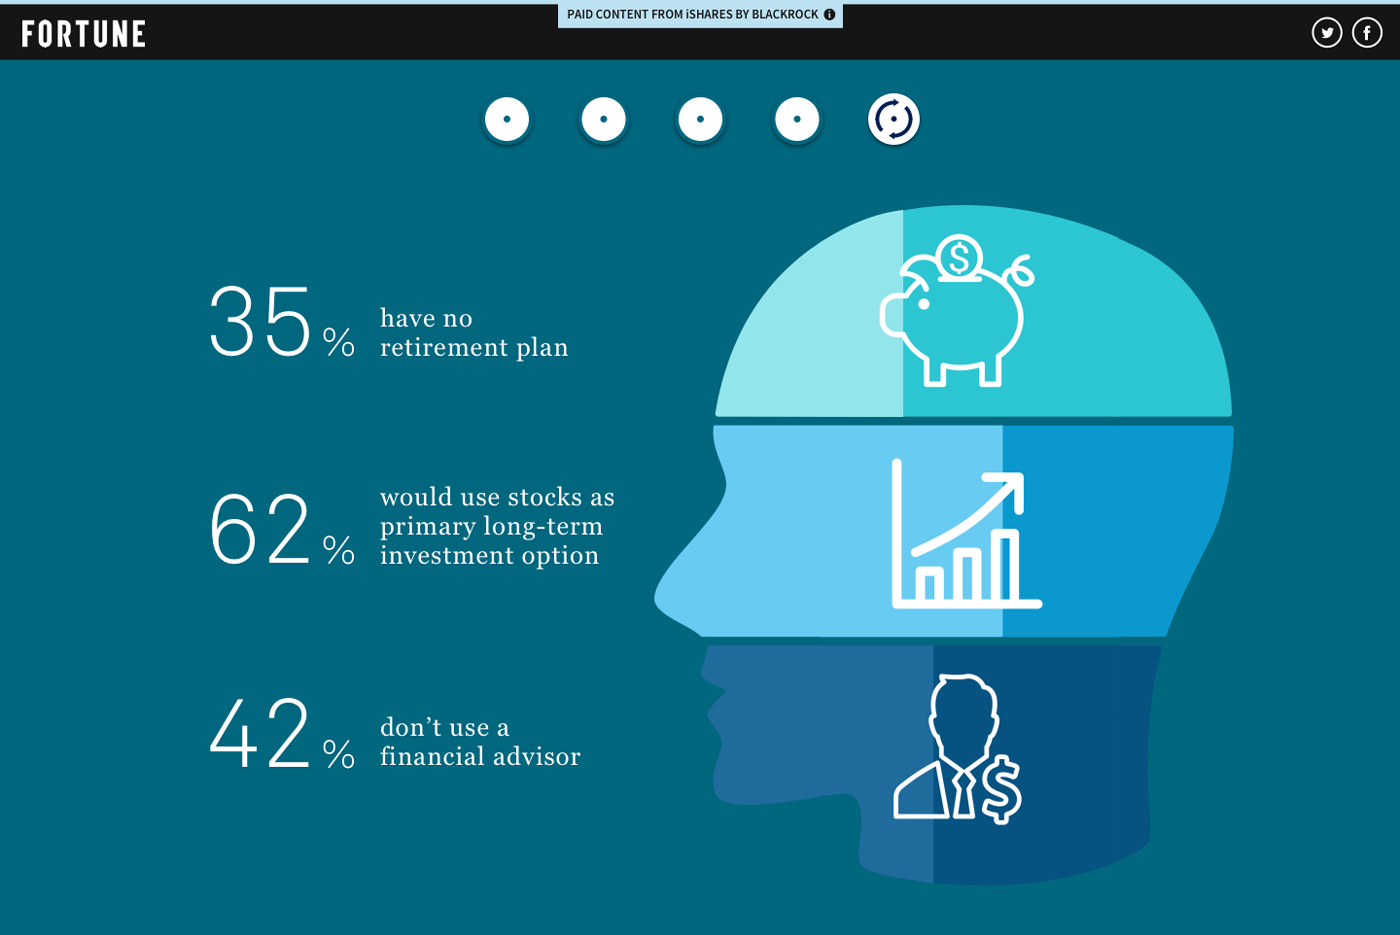 PAID CONTENT FROM iSHARES BY BLACKROCK i
FORTUNE
35% have no
retirement plan
62% would use stocks as
primary long-term
investment option
42% don’t use a
financial advisor
$
$